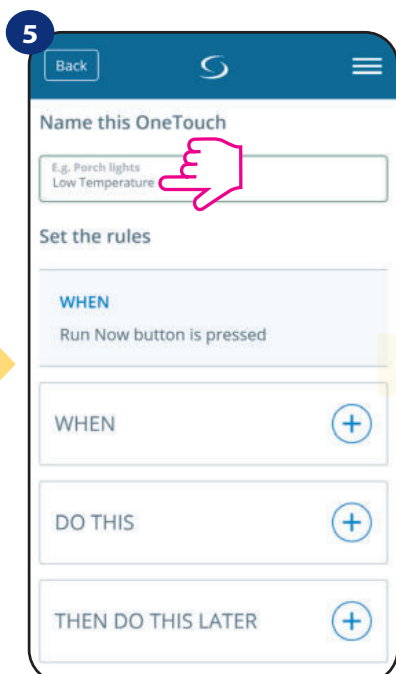 5
Back
Name this OneTouch
E.g. Porch lights
Low Temperature
Set the rules
WHEN
Run Now button is pressed
WHEN
DO THIS
THEN DO THIS LATER